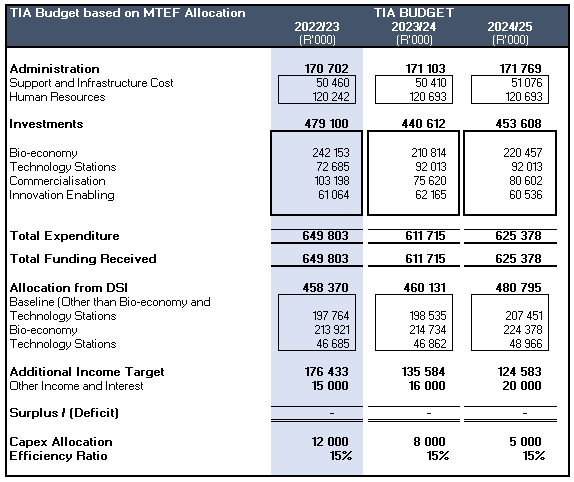 TIA Budget based on MTEF Allocation TIA BUDGET
2022/23 2023/24 2024/25
(R'000) (R'000) (R'000)
Administration 170 702 171 103 171 769
Support and Infrastructure Cost 50 460 50 410 51 076
Human Resources 120 242 120 693 120 693
Investments 479 100 440 612 453 608
Bio-economy 242 153 210 814 220 457
Technology Stations 72 685 92 013 92 013
Commercialisation 103 198 75 620 80 602
Innovation Enabling 61 064 62 165 60 536
Total Expenditure 649 803 611 715 625 378
Total Funding Received 649 803 611 715 625 378
Allocation from DSI 458 370 460 131 480 795
Baseline (Other than Bio-economy and
Technology Stations 197 764 198 535 207 451
Bio-economy 213 921 214 734 224 378
Technology Stations 46 685 46 862 48 966
Additional Income Target 176 433 135 584 124 583
Other Income and Interest 15 000 16 000 20 000
Surplus / (Deficit) - - -
Capex Allocation 12 000 8 000 5 000
Efficiency Ratio 15% 15% 15%